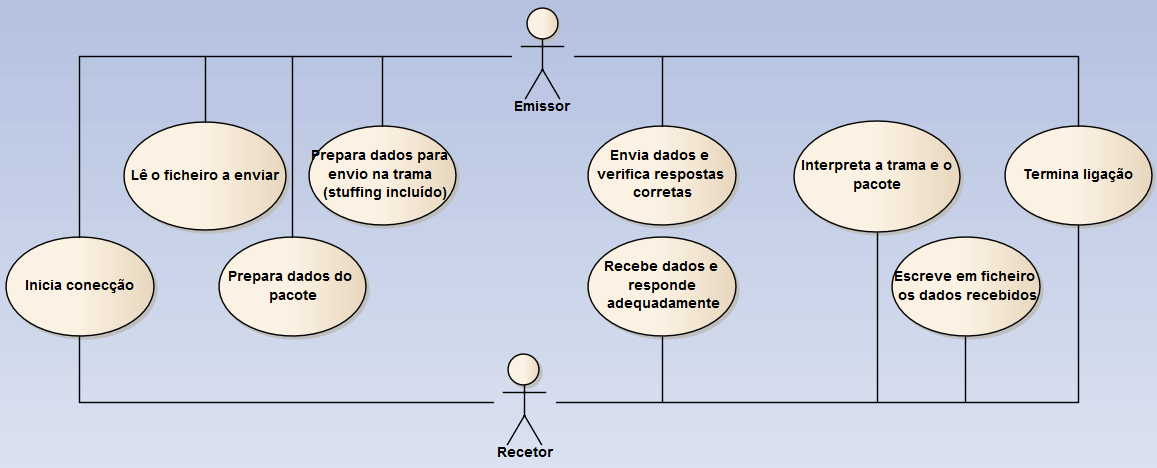 Emissor
Lê o ficheiro a enviar
Prepara dados para
envio na trama
(stuffing incluído)
Envia dados e
verifica respostas
corretas
Interpreta a trama e o
pacote
Termina ligação
Inicia conecção
Prepara dados do
pacote
Recebe dados e
responde
adequadamente
Escreve em ficheiro
os dados recebidos
Recetor